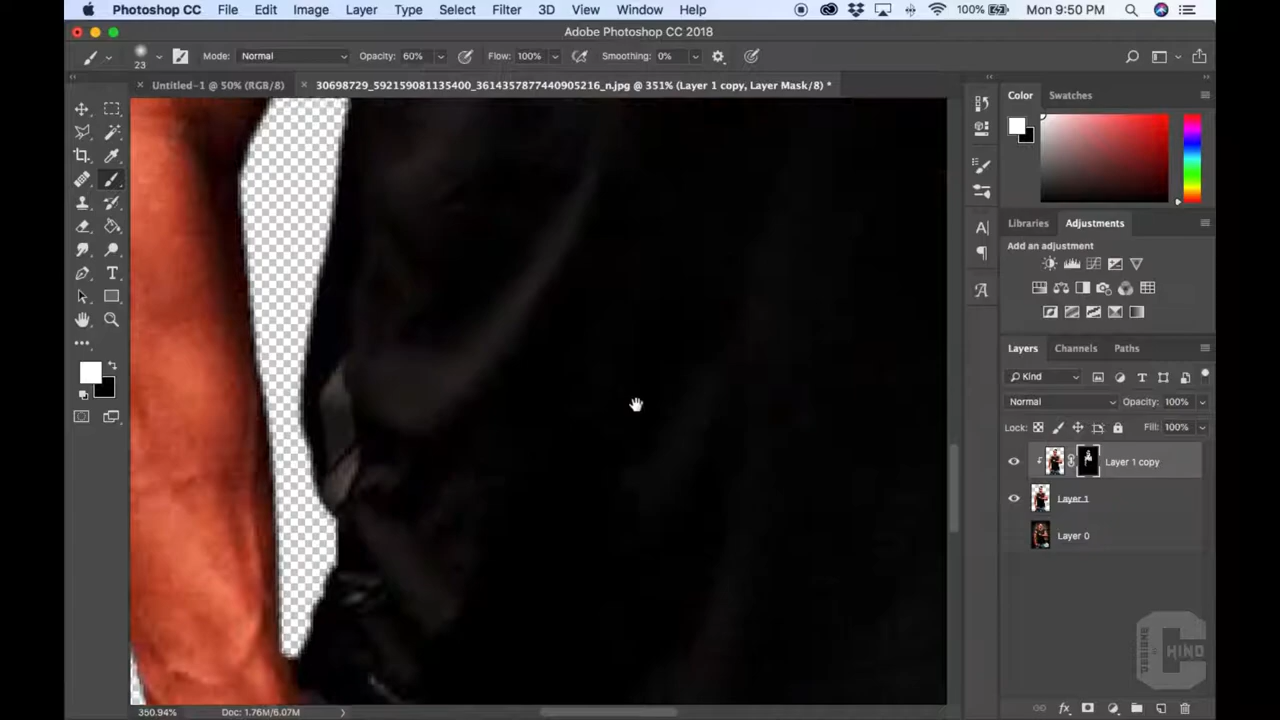 Photoshop CC File Edit Image Layer Type Select Filter 3D View Window Help 100% Mon 9:50 PM
Adobe Photoshop CC 2018
23 Mode: Normal Opacity: 60% Flow: 100% Smoothing: 0%
Untitled-1 @ 50% (RGB/8) 30698729_592159081135400_3614357877440905216_n.jpg @ 351% (Layer 1 copy, Layer Mask/8) *
Color Swatches
Libraries Adjustments
Add an adjustment
Layers Channels Paths
Kind
Normal Opacity: 100%
Lock: Fill: 100%
Layer 1 copy
Layer 1
Layer 0
DESIGNS
CHINO
350.94% Doc: 1.76M/6.07M